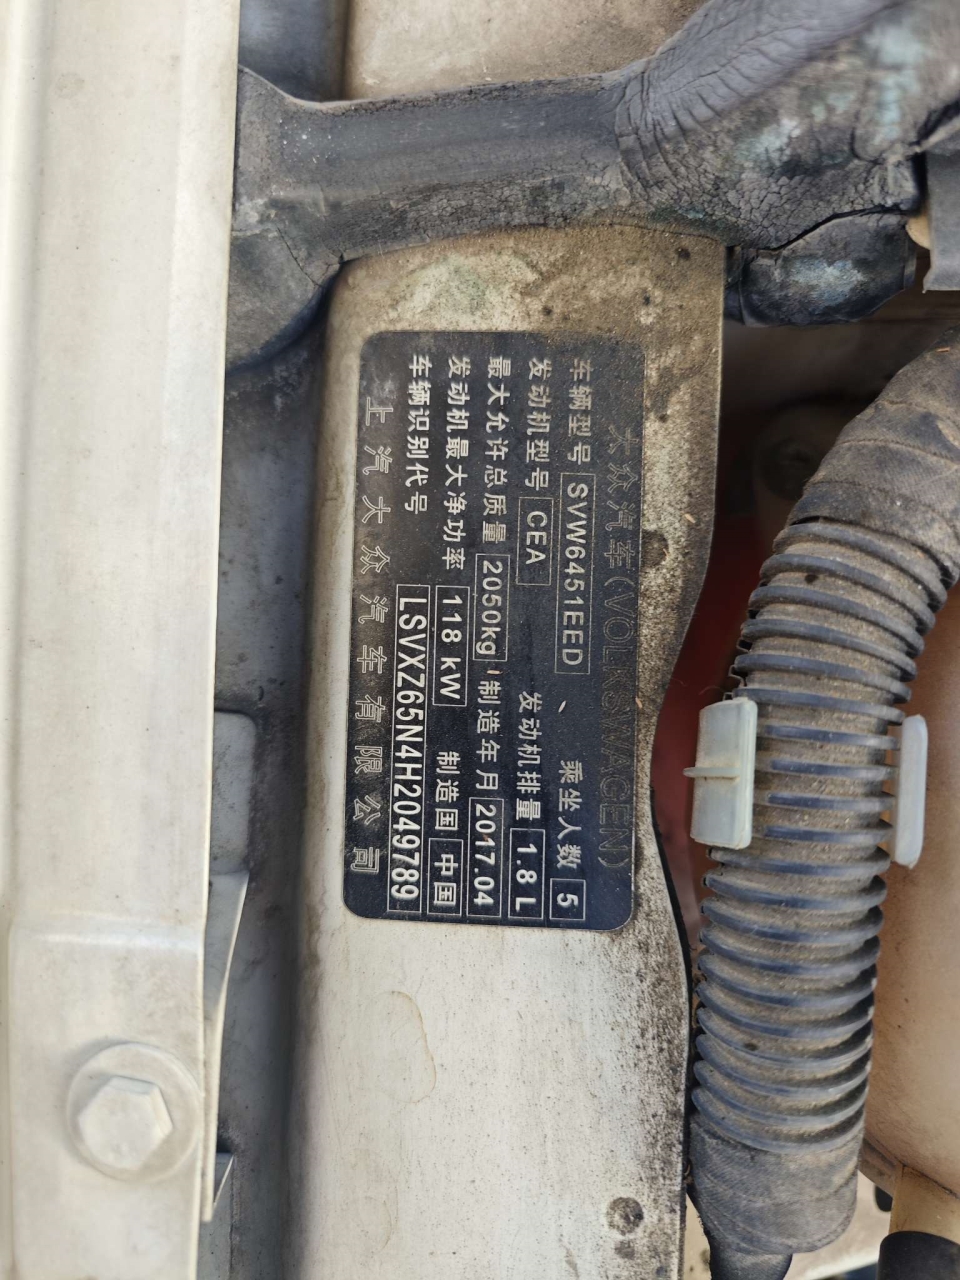 大众汽车(VOLKSWAGEN)
车辆型号 SVW6451EED 乘坐人数 5
发动机型号 CEA 发动机排量 1.8 L
最大允许总质量 2050kg 制造年月 2017.04
发动机最大净功率 118 kW 制造国 中国
车辆识别代号 LSVXZ65N4H2049789
上汽大众汽车有限公司